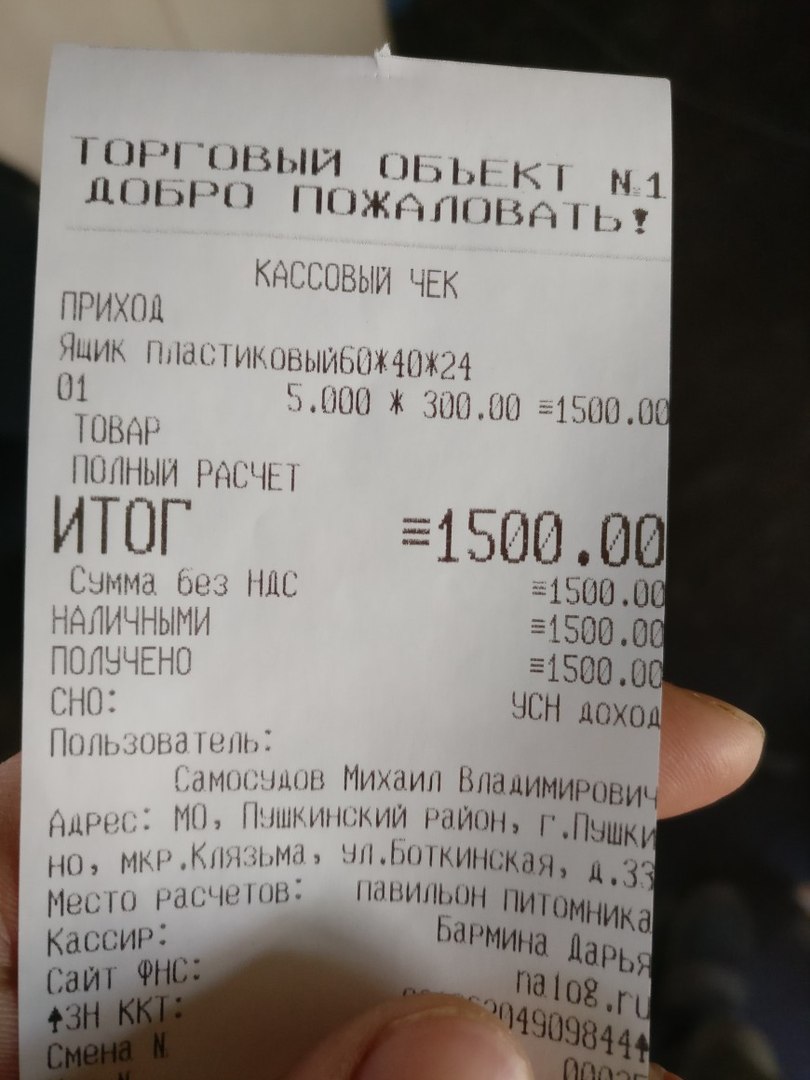 ТОРГОВЫЙ ОБЪЕКТ №1
ДОБРО ПОЖАЛОВАТЬ!
КАССОВЫЙ ЧЕК
ПРИХОД
Ящик пластиковый60*40*24
01 5.000 * 300.00 ≡1500.00
ТОВАР
ПОЛНЫЙ РАСЧЕТ
ИТОГ ≡1500.00
Сумма без НДС ≡1500.00
НАЛИЧНЫМИ ≡1500.00
ПОЛУЧЕНО ≡1500.00
СНО: УСН доход
Пользователь:
Самосудов Михаил Владимирович
Адрес: МО, Пушкинский район, г.Пушки
но, мкр.Клязьма, ул.Боткинская, д.33
Место расчетов: павильон питомника
Кассир: Бармина Дарья
Сайт ФНС: nalog.ru
↑ЗН ККТ:
Смена N